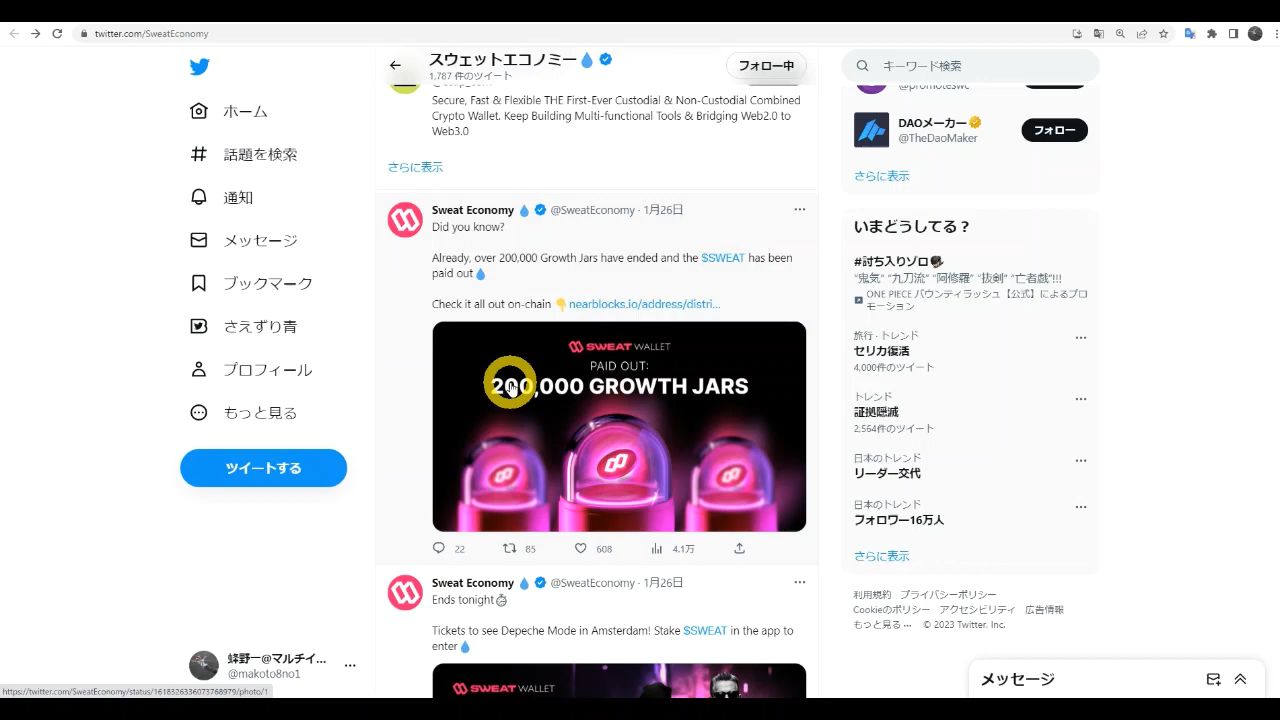 twitter.com/SweatEconomy
ホーム
話題を検索
通知
メッセージ
ブックマーク
さえずり青
プロフィール
もっと見る
ツイートする
蜂野一@マルチイ...
@makoto8no1
https://twitter.com/SweatEconomy/status/1618326336073768979/photo/1
スウェットエコノミー💧
1,787 件のツイート
フォロー中
Secure, Fast & Flexible THE First-Ever Custodial & Non-Custodial Combined
Crypto Wallet. Keep Building Multi-functional Tools & Bridging Web2.0 to
Web3.0
さらに表示
Sweat Economy 💧 @SweatEconomy · 1月26日
Did you know?
Already, over 200,000 Growth Jars have ended and the $SWEAT has been
paid out💧
Check it all out on-chain 👇 nearblocks.io/address/distri...
SWEAT WALLET
PAID OUT:
200,000 GROWTH JARS
22 85 608 4.1万
Sweat Economy 💧 @SweatEconomy · 1月26日
Ends tonight⏱
Tickets to see Depeche Mode in Amsterdam! Stake $SWEAT in the app to
enter💧
SWEAT WALLET
キーワード検索
@promoteswc
DAOメーカー
@TheDaoMaker
フォロー
さらに表示
いまどうしてる？
#討ち入りゾロ
“鬼気” “九刀流” “阿修羅” “抜剣” “亡者戯”!!!
ONE PIECE バウンティラッシュ【公式】によるプロ
モーション
旅行 · トレンド
セリカ復活
4,000件のツイート
トレンド
証拠隠滅
2,564件のツイート
日本のトレンド
リーダー交代
日本のトレンド
フォロワー16万人
さらに表示
利用規約 プライバシーポリシー
Cookieのポリシー アクセシビリティ 広告情報
もっと見る ··· © 2023 Twitter, Inc.
メッセージ